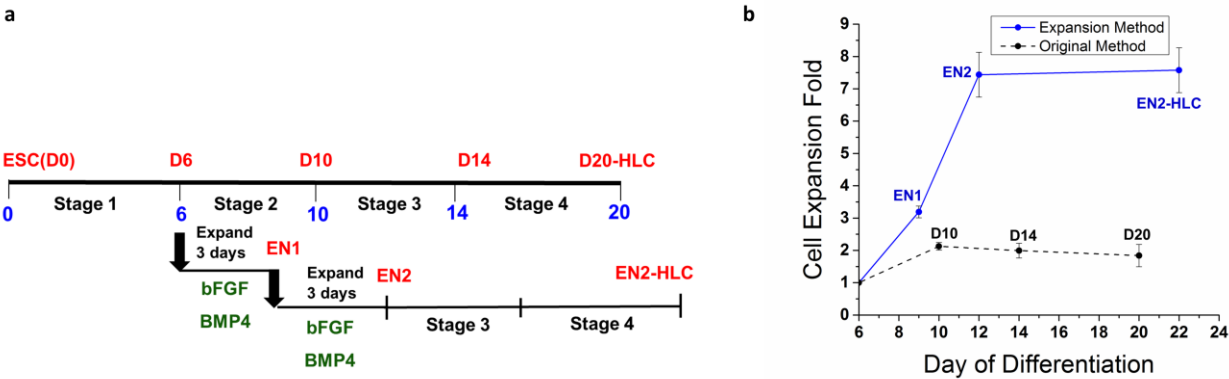 a
ESC(D0) D6 D10 D14 D20-HLC
Stage 1 Stage 2 Stage 3 Stage 4
0 6 10 14 20
Expand
3 days
EN1
bFGF
BMP4
Expand
3 days
EN2
EN2-HLC
bFGF
BMP4
Stage 3 Stage 4
b
Expansion Method
Original Method
Cell Expansion Fold
9
8
7
6
5
4
3
2
1
0
EN2
EN2-HLC
EN1
D10 D14 D20
6 8 10 12 14 16 18 20 22 24
Day of Differentiation